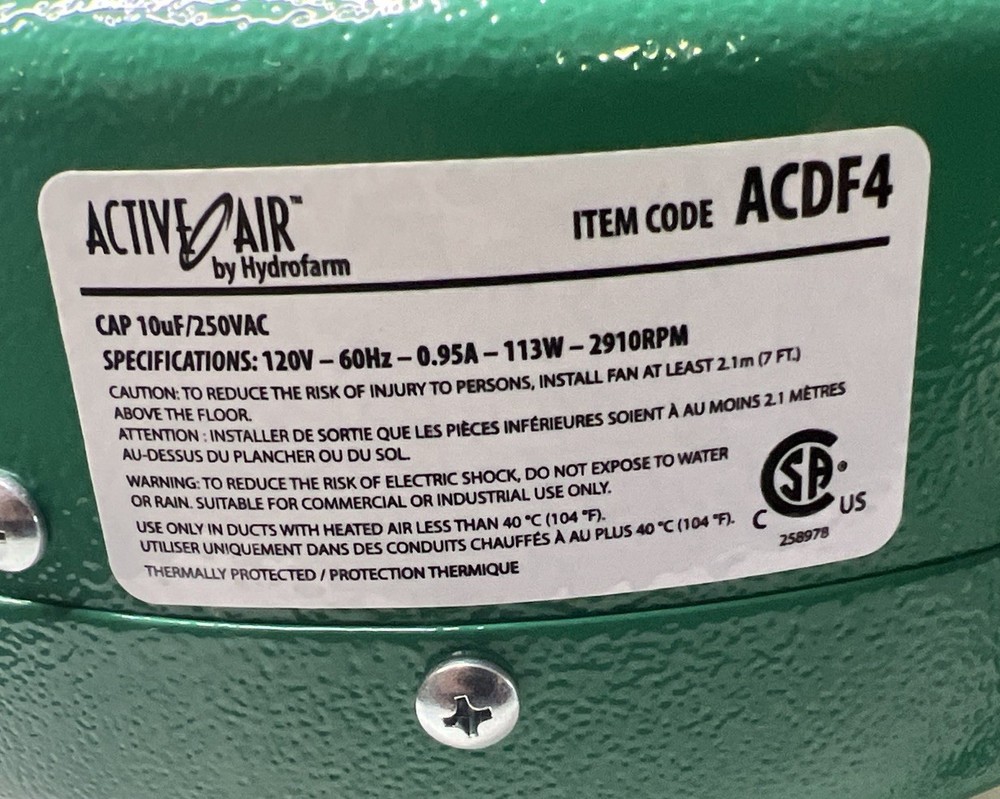 ACTIVE AIR™
by Hydrofarm
ITEM CODE ACDF4
CAP 10uF/250VAC
SPECIFICATIONS: 120V – 60Hz – 0.95A – 113W – 2910RPM
CAUTION: TO REDUCE THE RISK OF INJURY TO PERSONS, INSTALL FAN AT LEAST 2.1m (7 FT.)
ABOVE THE FLOOR.
ATTENTION : INSTALLER DE SORTIE QUE LES PIÈCES INFÉRIEURES SOIENT À AU MOINS 2.1 MÈTRES
AU-DESSUS DU PLANCHER OU DU SOL.
WARNING: TO REDUCE THE RISK OF ELECTRIC SHOCK, DO NOT EXPOSE TO WATER
OR RAIN. SUITABLE FOR COMMERCIAL OR INDUSTRIAL USE ONLY.
USE ONLY IN DUCTS WITH HEATED AIR LESS THAN 40 °C (104 °F).
UTILISER UNIQUEMENT DANS DES CONDUITS CHAUFFÉS À AU PLUS 40 °C (104 °F).
THERMALLY PROTECTED / PROTECTION THERMIQUE
CSA®
C US
258978